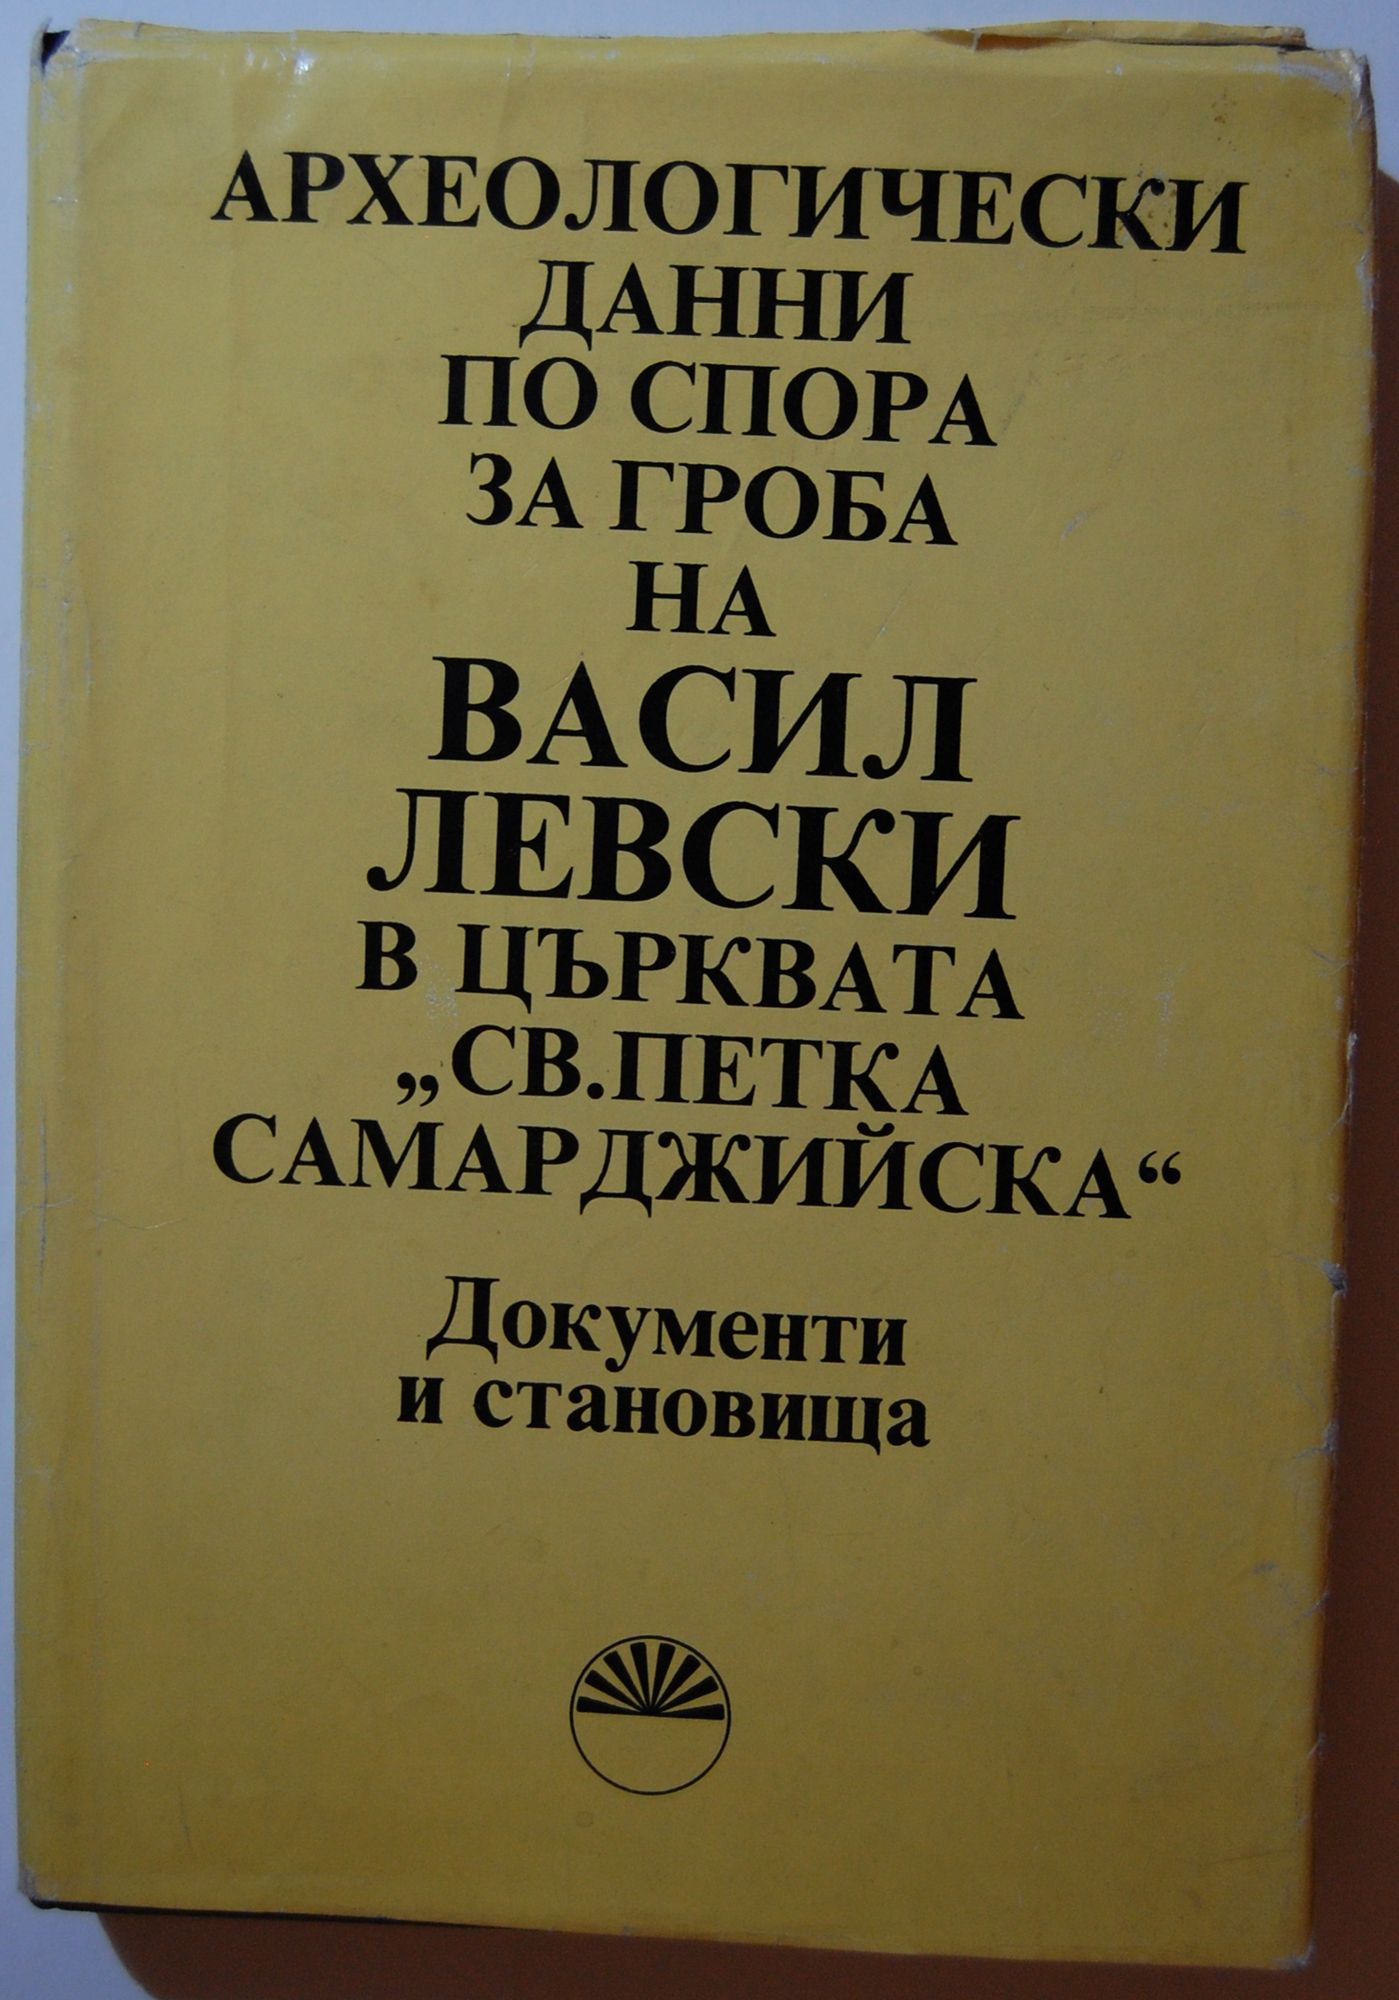 АРХЕОЛОГИЧЕСКИ
ДАННИ
ПО СПОРА
ЗА ГРОБА
НА
ВАСИЛ
ЛЕВСКИ
В ЦЪРКВАТА
„СВ.ПЕТКА
САМАРДЖИЙСКА“
Документи
и становища